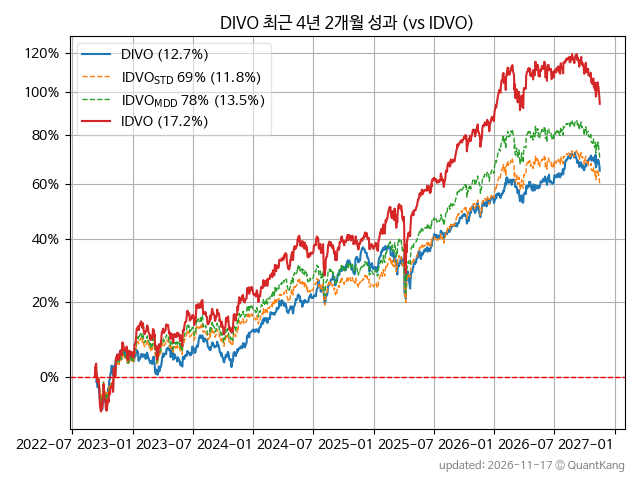 DIVO 최근 4년 2개월 성과 (vs IDVO)
DIVO (12.7%)
IDVO_STD 69% (11.8%)
IDVO_MDD 78% (13.5%)
IDVO (17.2%)
120%
100%
80%
60%
40%
20%
0%
2022-07 2023-01 2023-07 2024-01 2024-07 2025-01 2025-07 2026-01 2026-07 2027-01
updated: 2026-11-17 © QuantKang